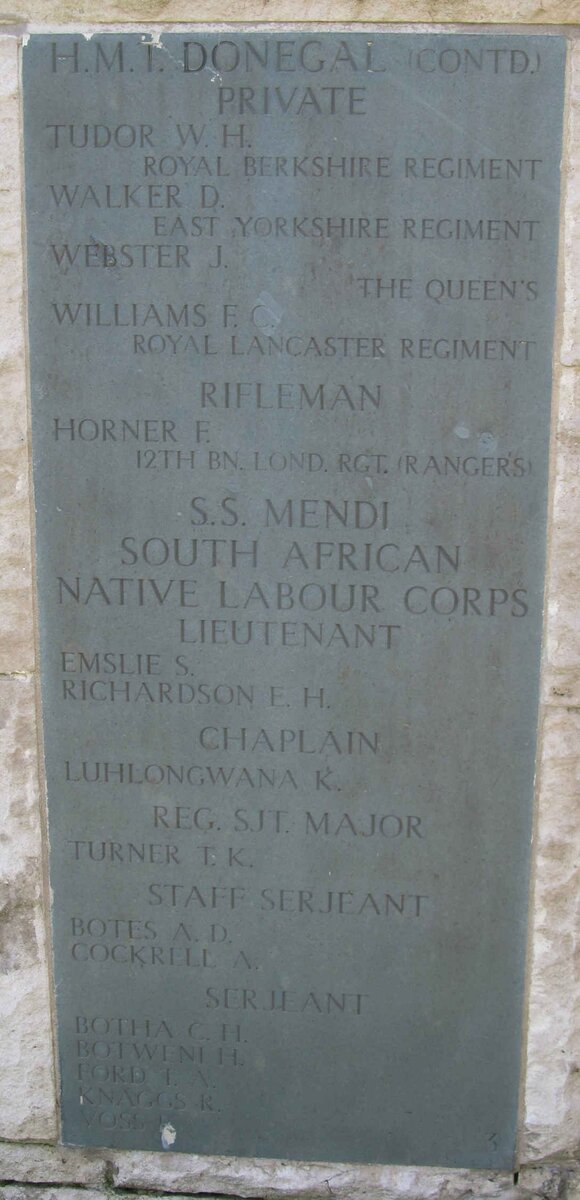 H.M.T. DONEGAL (CONTD.)
PRIVATE
TUDOR W. H.
ROYAL BERKSHIRE REGIMENT
WALKER D.
EAST YORKSHIRE REGIMENT
WEBSTER J.
THE QUEEN'S
WILLIAMS F. C.
ROYAL LANCASTER REGIMENT
RIFLEMAN
HORNER F.
12TH BN. LOND. RGT. (RANGERS)
S.S. MENDI
SOUTH AFRICAN
NATIVE LABOUR CORPS
LIEUTENANT
EMSLIE S.
RICHARDSON E. H.
CHAPLAIN
LUHLONGWANA K.
REG. SJT. MAJOR
TURNER T. K.
STAFF SERJEANT
BOTES A. D.
COCKRELL A.
SERJEANT
BOTHA C. H.
BOTWENI H.
FORD T. A.
KNAGGS R.
VOSS
3